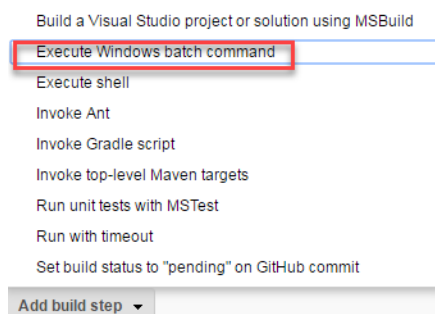 Build a Visual Studio project or solution using MSBuild
Execute Windows batch command
Execute shell
Invoke Ant
Invoke Gradle script
Invoke top-level Maven targets
Run unit tests with MSTest
Run with timeout
Set build status to "pending" on GitHub commit
Add build step